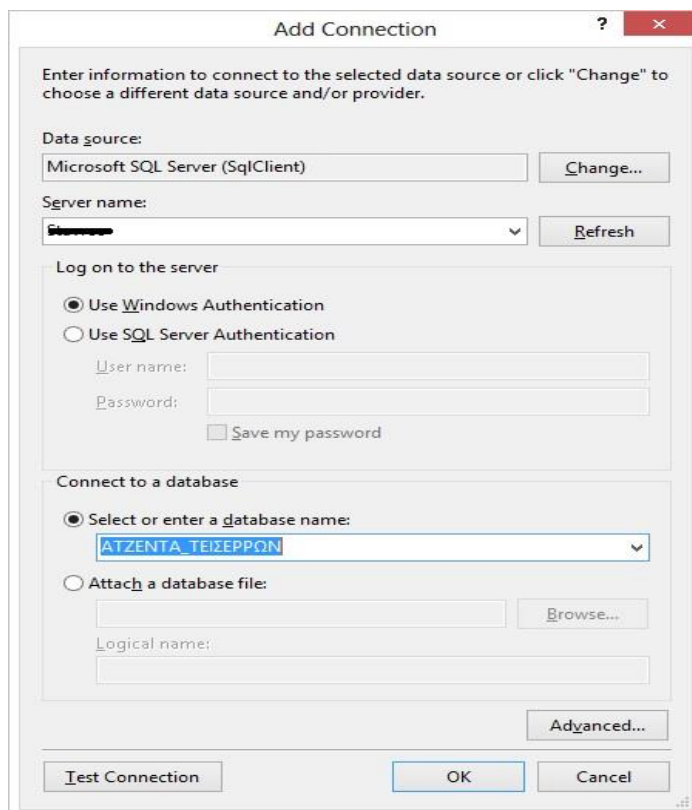 Add Connection
?
Enter information to connect to the selected data source or click "Change" to
choose a different data source and/or provider.
Data source:
Microsoft SQL Server (SqlClient)
Change...
Server name:
Refresh
Log on to the server
Use Windows Authentication
Use SQL Server Authentication
User name:
Password:
Save my password
Connect to a database
Select or enter a database name:
ΑΤΖΕΝΤΑ_ΤΕΙΣΕΡΡΩΝ
Attach a database file:
Browse...
Logical name:
Advanced...
Test Connection
OK
Cancel